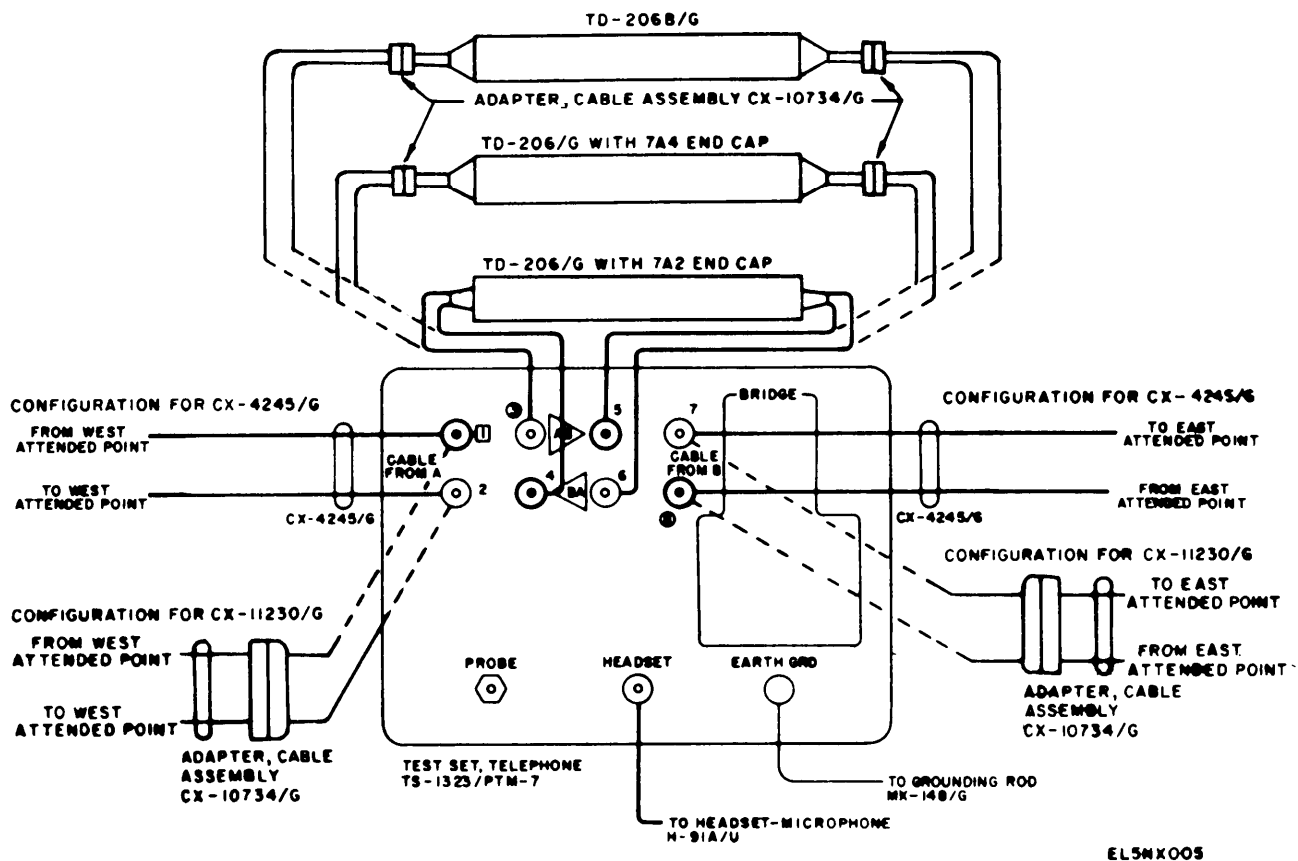 TD-206B/G
ADAPTER, CABLE ASSEMBLY CX-10734/G
TD-206/G WITH 7A4 END CAP
TD-206/G WITH 7A2 END CAP
CONFIGURATION FOR CX-4245/G
FROM WEST
ATTENDED POINT
TO WEST
ATTENDED POINT
CX-4245/G
1
CABLE
FROM A
2
3
AB
5
4
BA
6
7
CABLE
FROM B
8
BRIDGE
CONFIGURATION FOR CX-4245/G
TO EAST
ATTENDED POINT
FROM EAST
ATTENDED POINT
CX-4245/G
CONFIGURATION FOR CX-11230/G
TO EAST
ATTENDED POINT
FROM EAST
ATTENDED POINT
ADAPTER, CABLE
ASSEMBLY
CX-10734/G
CONFIGURATION FOR CX-11230/G
FROM WEST
ATTENDED POINT
TO WEST
ATTENDED POINT
ADAPTER, CABLE
ASSEMBLY
CX-10734/G
PROBE
HEADSET
EARTH GRD
TEST SET, TELEPHONE
TS-1323/PTM-7
TO GROUNDING ROD
MX-148/G
TO HEADSET-MICROPHONE
H-91A/U
EL5NX005